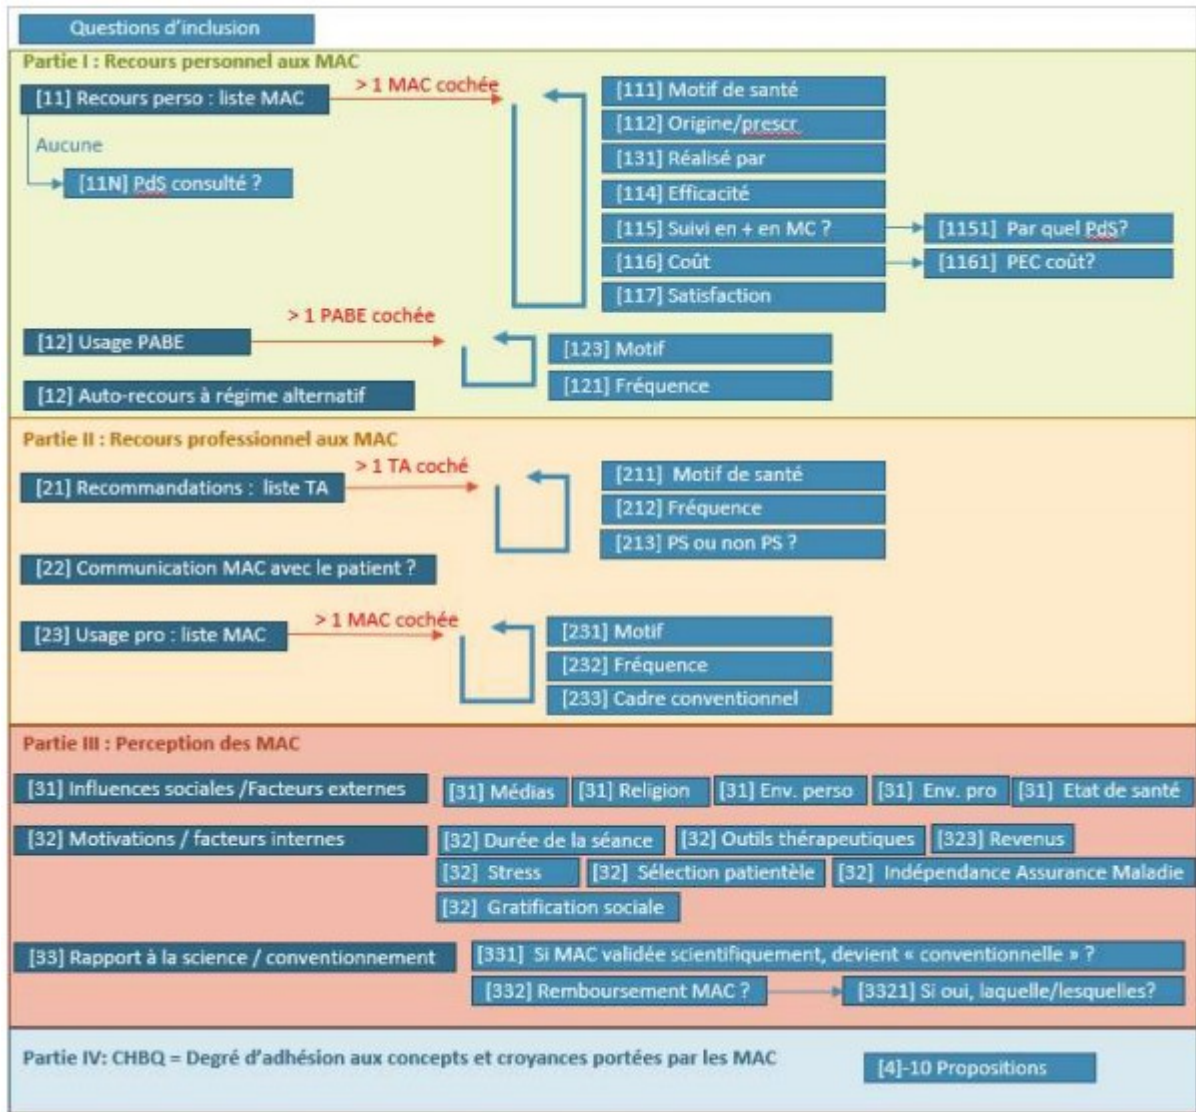 Questions d'inclusion
Partie I : Recours personnel aux MAC
[11] Recours perso : liste MAC
> 1 MAC cochée
Aucune
[11N] PdS consulté ?
[111] Motif de santé
[112] Origine/prescr.
[131] Réalisé par
[114] Efficacité
[115] Suivi en + en MC ?
[1151] Par quel PdS?
[116] Coût
[1161] PEC coût?
[117] Satisfaction
> 1 PABE cochée
[12] Usage PABE
[123] Motif
[121] Fréquence
[12] Auto-recours à régime alternatif
Partie II : Recours professionnel aux MAC
> 1 TA coché
[21] Recommandations : liste TA
[211] Motif de santé
[212] Fréquence
[213] PS ou non PS ?
[22] Communication MAC avec le patient ?
> 1 MAC cochée
[23] Usage pro : liste MAC
[231] Motif
[232] Fréquence
[233] Cadre conventionnel
Partie III : Perception des MAC
[31] Influences sociales /Facteurs externes
[31] Médias
[31] Religion
[31] Env. perso
[31] Env. pro
[31] Etat de santé
[32] Motivations / facteurs internes
[32] Durée de la séance
[32] Outils thérapeutiques
[323] Revenus
[32] Stress
[32] Sélection patientèle
[32] Indépendance Assurance Maladie
[32] Gratification sociale
[33] Rapport à la science / conventionnement
[331] Si MAC validée scientifiquement, devient « conventionnelle » ?
[332] Remboursement MAC ?
[3321] Si oui, laquelle/lesquelles?
Partie IV: CHBQ = Degré d'adhésion aux concepts et croyances portées par les MAC
[4]-10 Propositions